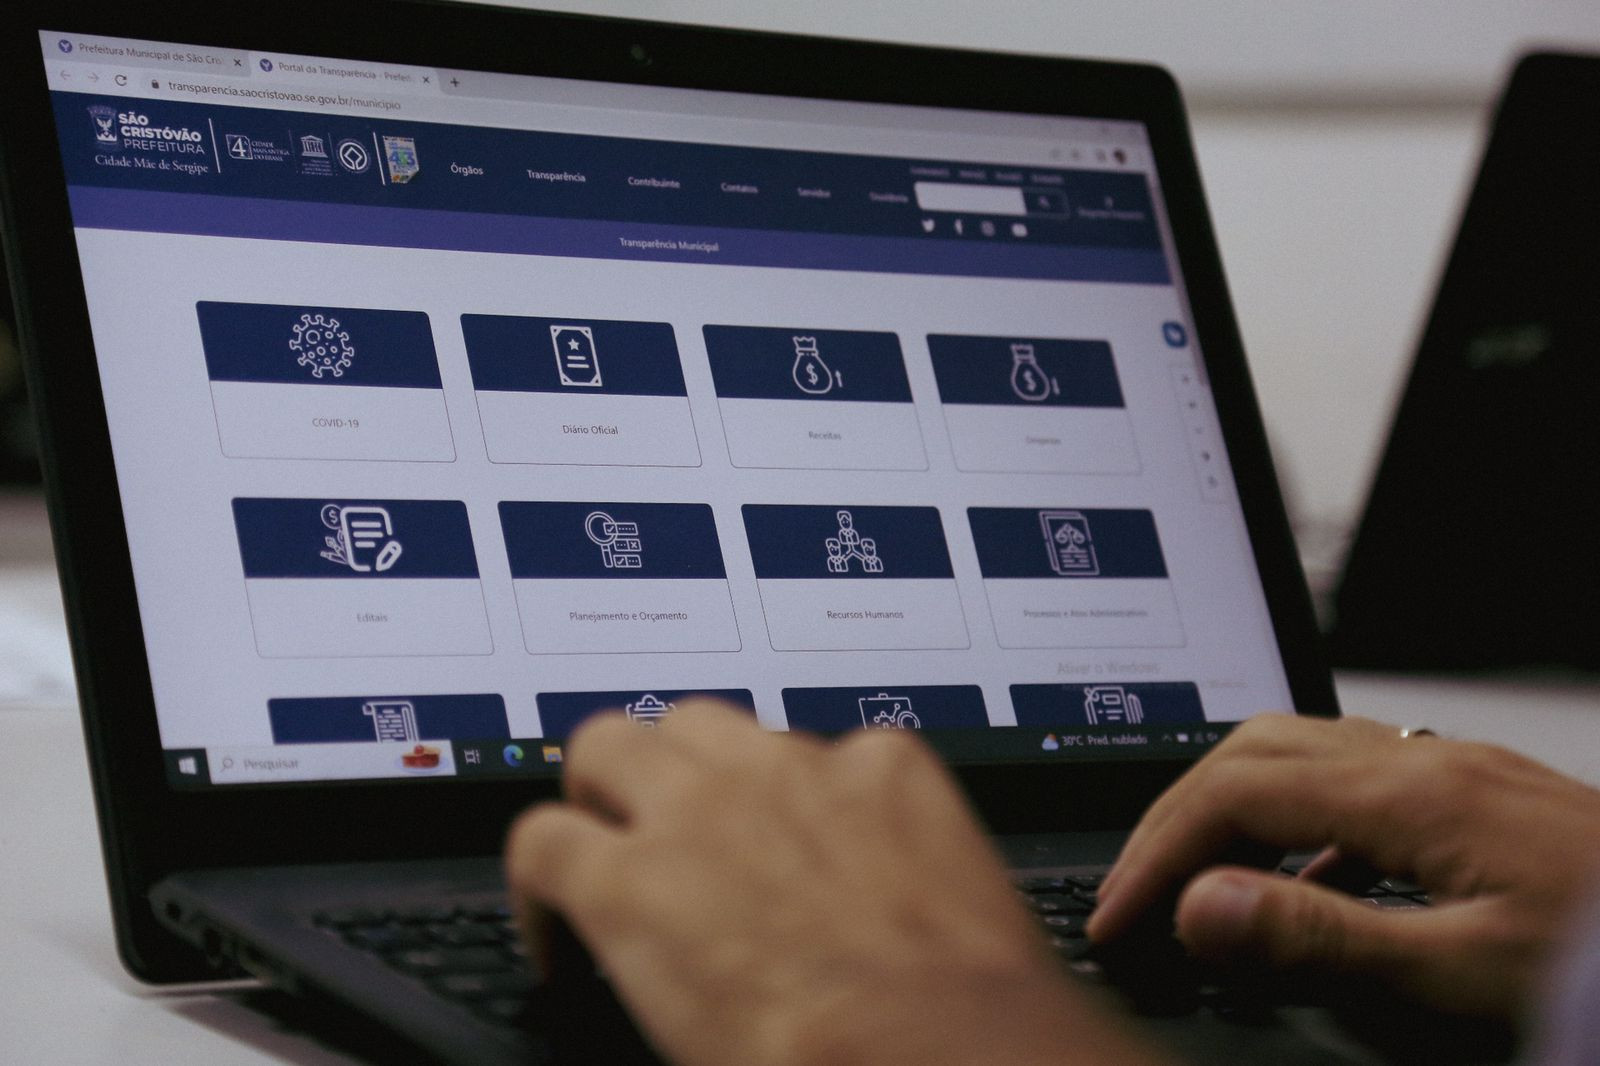 Prefeitura Municipal de São Cris
Portal da Transparência - Prefei
transparencia.saocristovao.se.gov.br/municipio
SÃO
CRISTÓVÃO
PREFEITURA
Cidade Mãe de Sergipe
4ª CIDADE
MAIS ANTIGA
DO BRASIL
Órgãos
Transparência
Contribuinte
Contatos
Servidor
Ouvidoria
Transparência Municipal
COVID-19
Diário Oficial
Receitas
Despesas
Editais
Planejamento e Orçamento
Recursos Humanos
Processos e Atos Administrativos
Ativar o Windows
Pesquisar
30°C Pred. nublado